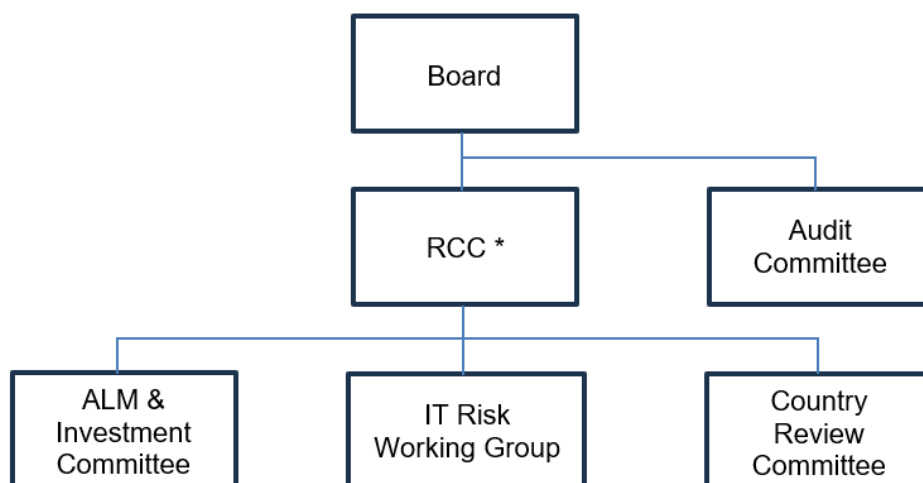 Board
RCC *
Audit
Committee
ALM &
Investment
Committee
IT Risk
Working Group
Country
Review
Committee